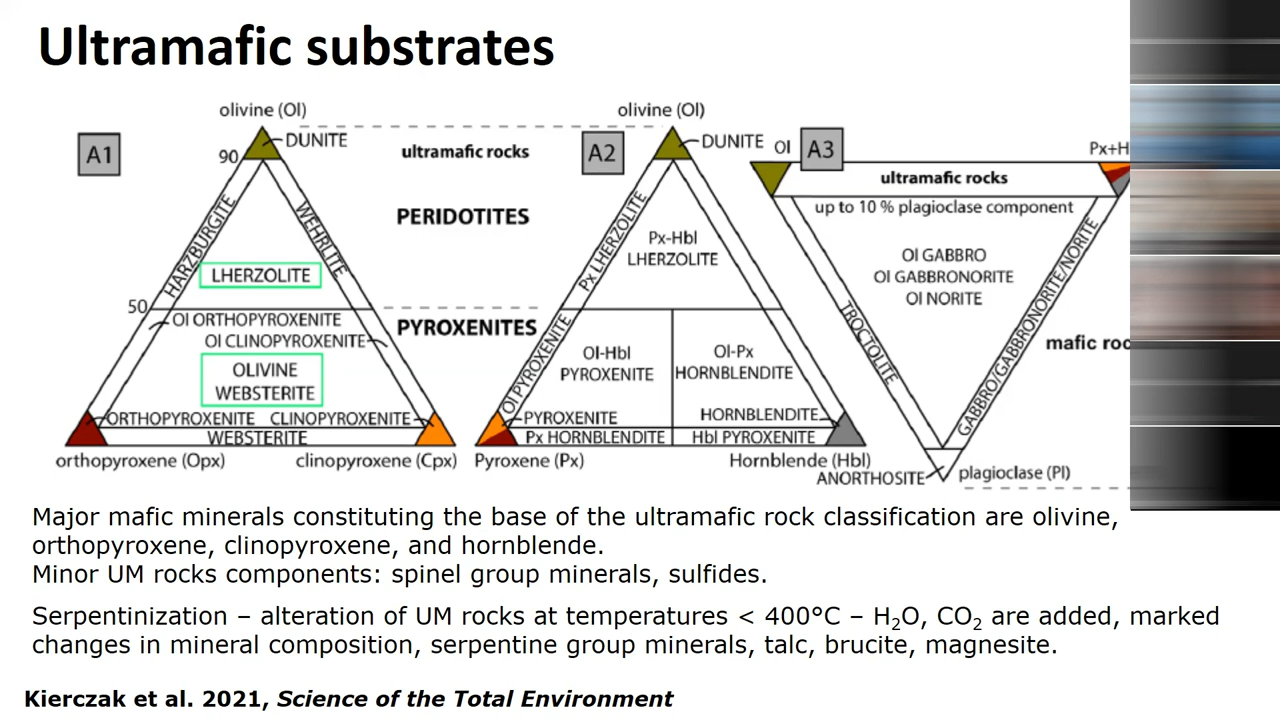 Ultramafic substrates
olivine (Ol)
A1
DUNITE
90
HARZBURGITE
WEHRLITE
LHERZOLITE
50
Ol ORTHOPYROXENITE
Ol CLINOPYROXENITE
OLIVINE
WEBSTERITE
ORTHOPYROXENITE
CLINOPYROXENITE
WEBSTERITE
orthopyroxene (Opx)
clinopyroxene (Cpx)
ultramafic rocks
PERIDOTITES
PYROXENITES
olivine (Ol)
A2
DUNITE
Px LHERZOLITE
Px-Hbl
LHERZOLITE
Ol PYROXENITE
Ol-Hbl
PYROXENITE
Ol-Px
HORNBLENDITE
PYROXENITE
HORNBLENDITE
Px HORNBLENDITE
Hbl PYROXENITE
Pyroxene (Px)
Hornblende (Hbl)
Ol
A3
Px+H
ultramafic rocks
up to 10 % plagioclase component
Ol GABBRO
Ol GABBRONORITE
Ol NORITE
TROCTOLITE
GABBRO/GABBRONORITE/NORITE
mafic roc
ANORTHOSITE
plagioclase (Pl)
Major mafic minerals constituting the base of the ultramafic rock classification are olivine,
orthopyroxene, clinopyroxene, and hornblende.
Minor UM rocks components: spinel group minerals, sulfides.
Serpentinization – alteration of UM rocks at temperatures < 400°C – H₂O, CO₂ are added, marked
changes in mineral composition, serpentine group minerals, talc, brucite, magnesite.
Kierczak et al. 2021, Science of the Total Environment